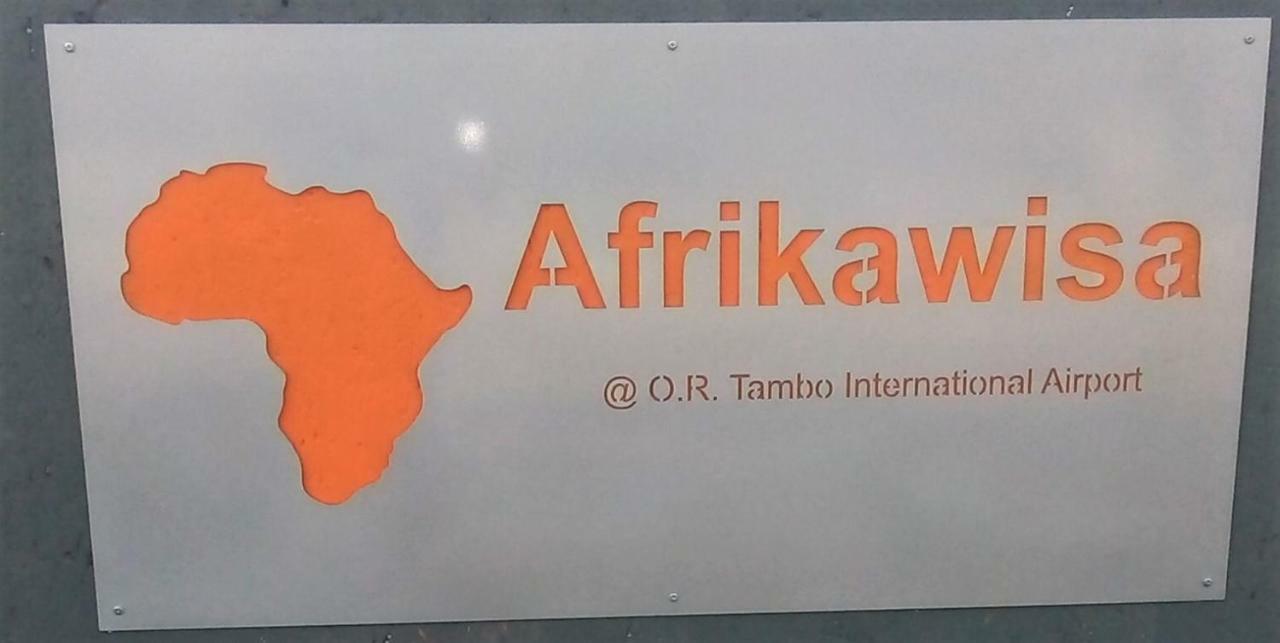 Afrikawisa
@ O.R. Tambo International Airport